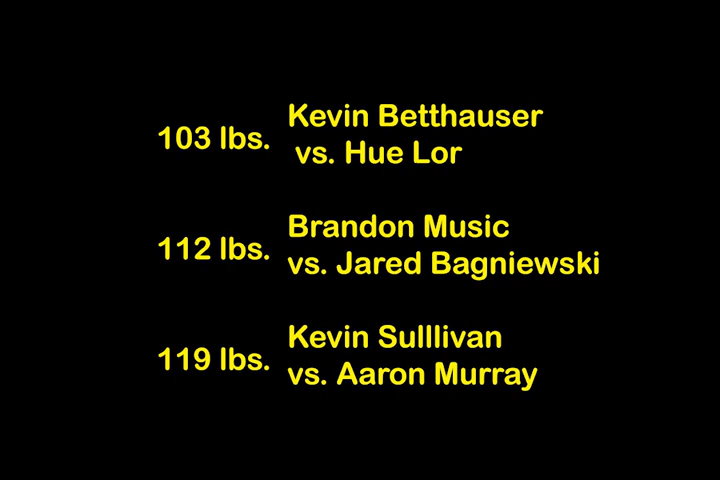 103 lbs.
Kevin Betthauser
vs. Hue Lor
112 lbs.
Brandon Music
vs. Jared Bagniewski
119 lbs.
Kevin Sulllivan
vs. Aaron Murray